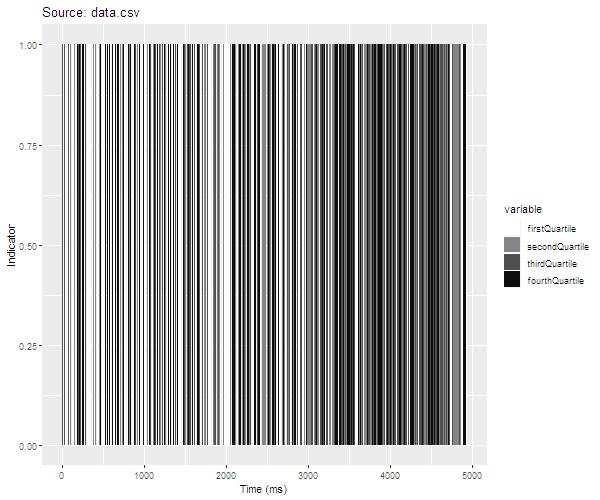 Source: data.csv
1.00
0.75
0.50
0.25
0.00
Indicator
0 1000 2000 3000 4000 5000
Time (ms)
variable
firstQuartile
secondQuartile
thirdQuartile
fourthQuartile